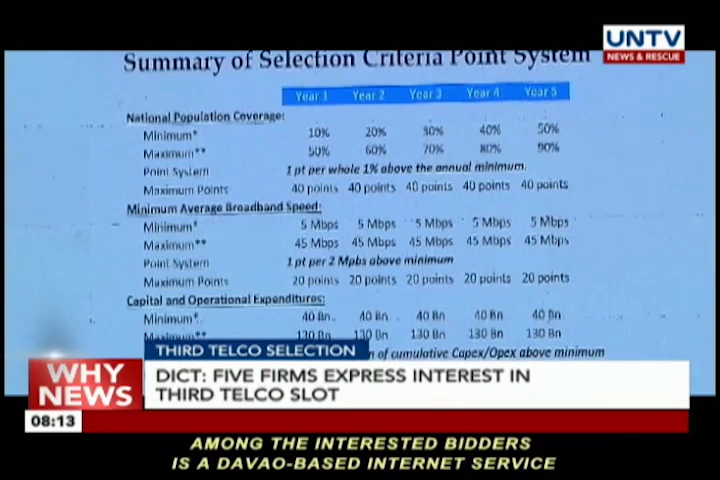 Summary of Selection Criteria Point System
UNTV
NEWS & RESCUE
Year 1 Year 2 Year 3 Year 4 Year 5
National Population Coverage:
Minimum* 10% 20% 30% 40% 50%
Maximum** 50% 60% 70% 80% 90%
Point System 1 pt per whole 1% above the annual minimum.
Maximum Points 40 points 40 points 40 points 40 points 40 points
Minimum Average Broadband Speed:
Minimum* 5 Mbps 5 Mbps 5 Mbps 5 Mbps 5 Mbps
Maximum** 45 Mbps 45 Mbps 45 Mbps 45 Mbps 45 Mbps
Point System 1 pt per 2 Mpbs above minimum
Maximum Points 20 points 20 points 20 points 20 points 20 points
Capital and Operational Expenditures:
Minimum* 40 Bn 40 Bn 40 Bn 40 Bn 40 Bn
Maximum** 130 Bn 130 Bn 130 Bn 130 Bn 130 Bn
of cumulative Capex/Opex above minimum
THIRD TELCO SELECTION
WHY NEWS
DICT: FIVE FIRMS EXPRESS INTEREST IN
THIRD TELCO SLOT
08:13
AMONG THE INTERESTED BIDDERS
IS A DAVAO-BASED INTERNET SERVICE